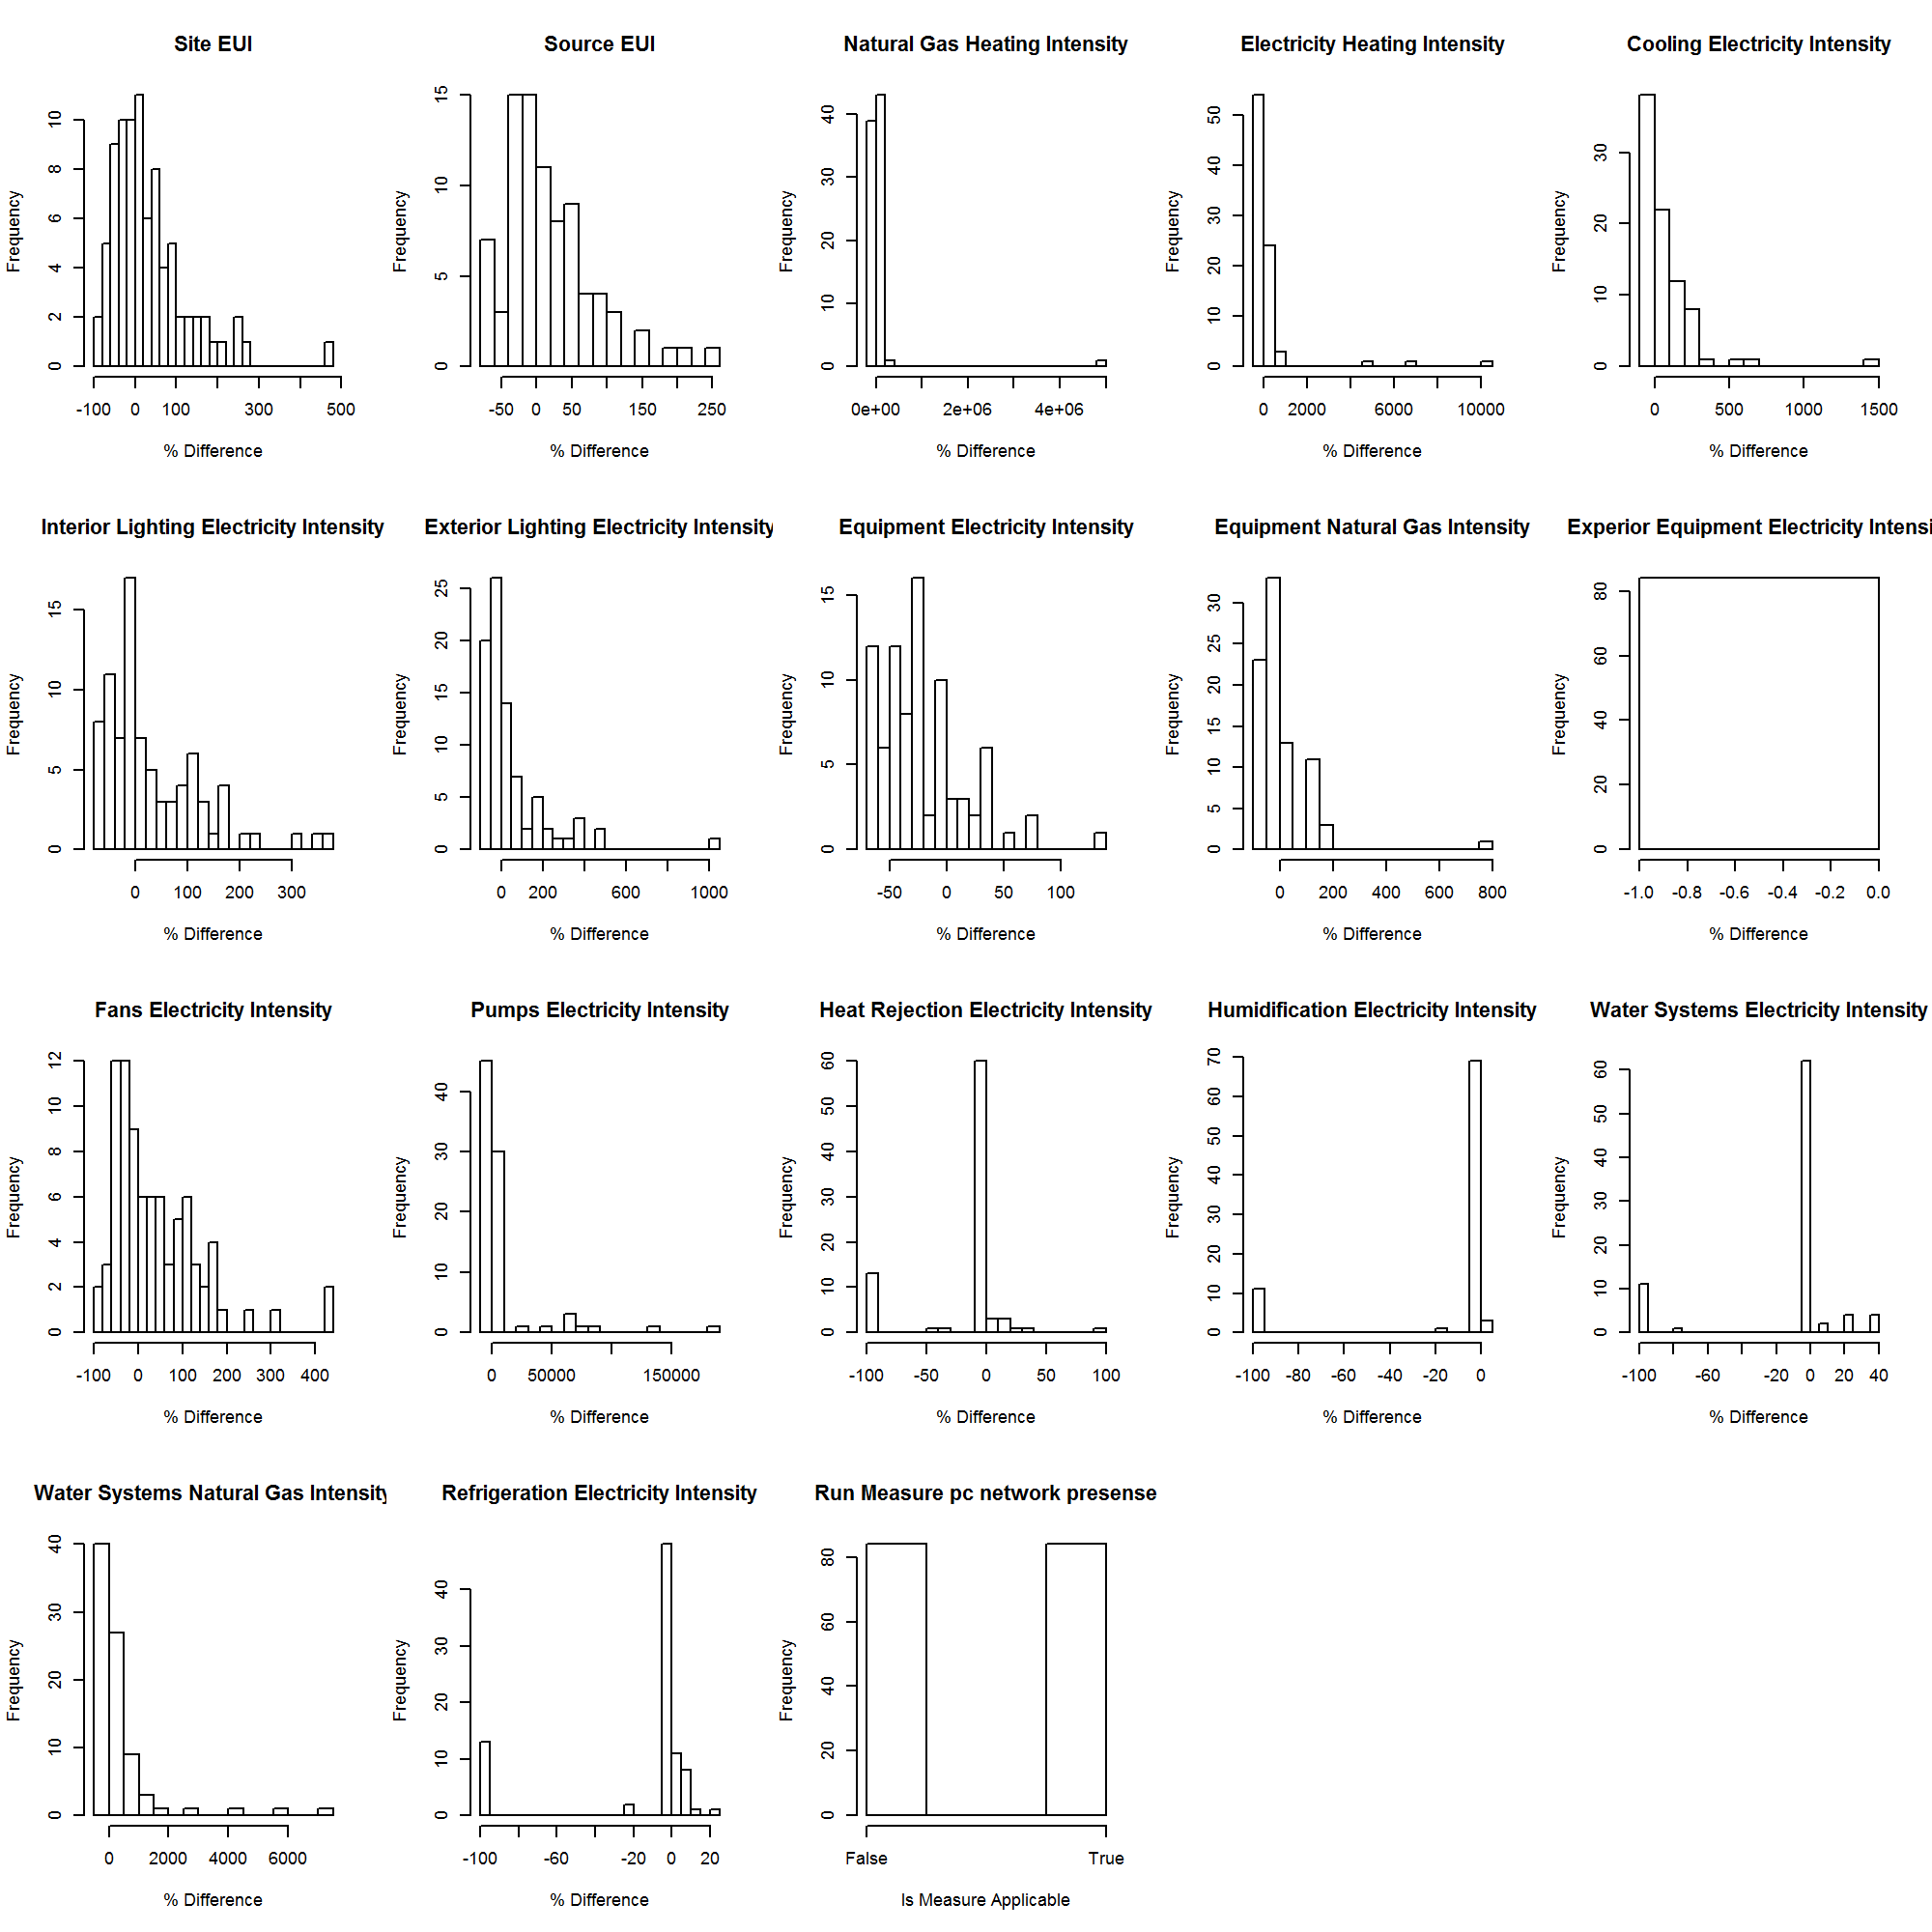 Site EUI
Frequency
0 2 4 6 8 10
-100 0 100 300 500
% Difference
Source EUI
Frequency
0 5 10 15
-50 0 50 150 250
% Difference
Natural Gas Heating Intensity
Frequency
0 10 20 30 40
0e+00 2e+06 4e+06
% Difference
Electricity Heating Intensity
Frequency
0 10 20 30 40 50
0 2000 6000 10000
% Difference
Cooling Electricity Intensity
Frequency
0 10 20 30
0 500 1000 1500
% Difference
Interior Lighting Electricity Intensity
Frequency
0 5 10 15
0 100 200 300
% Difference
Exterior Lighting Electricity Intensity
Frequency
0 5 10 15 20 25
0 200 600 1000
% Difference
Equipment Electricity Intensity
Frequency
0 5 10 15
-50 0 50 100
% Difference
Equipment Natural Gas Intensity
Frequency
0 5 10 15 20 25 30
0 200 400 600 800
% Difference
Experior Equipment Electricity Intensi
Frequency
0 20 40 60 80
-1.0 -0.8 -0.6 -0.4 -0.2 0.0
% Difference
Fans Electricity Intensity
Frequency
0 2 4 6 8 10 12
-100 0 100 200 300 400
% Difference
Pumps Electricity Intensity
Frequency
0 10 20 30 40
0 50000 150000
% Difference
Heat Rejection Electricity Intensity
Frequency
0 10 20 30 40 50 60
-100 -50 0 50 100
% Difference
Humidification Electricity Intensity
Frequency
0 10 20 30 40 50 60 70
-100 -80 -60 -40 -20 0
% Difference
Water Systems Electricity Intensity
Frequency
0 10 20 30 40 50 60
-100 -60 -20 0 20 40
% Difference
Water Systems Natural Gas Intensity
Frequency
0 10 20 30 40
0 2000 4000 6000
% Difference
Refrigeration Electricity Intensity
Frequency
0 10 20 30 40
-100 -60 -20 0 20
% Difference
Run Measure pc network presense
Frequency
0 20 40 60 80
False True
Is Measure Applicable